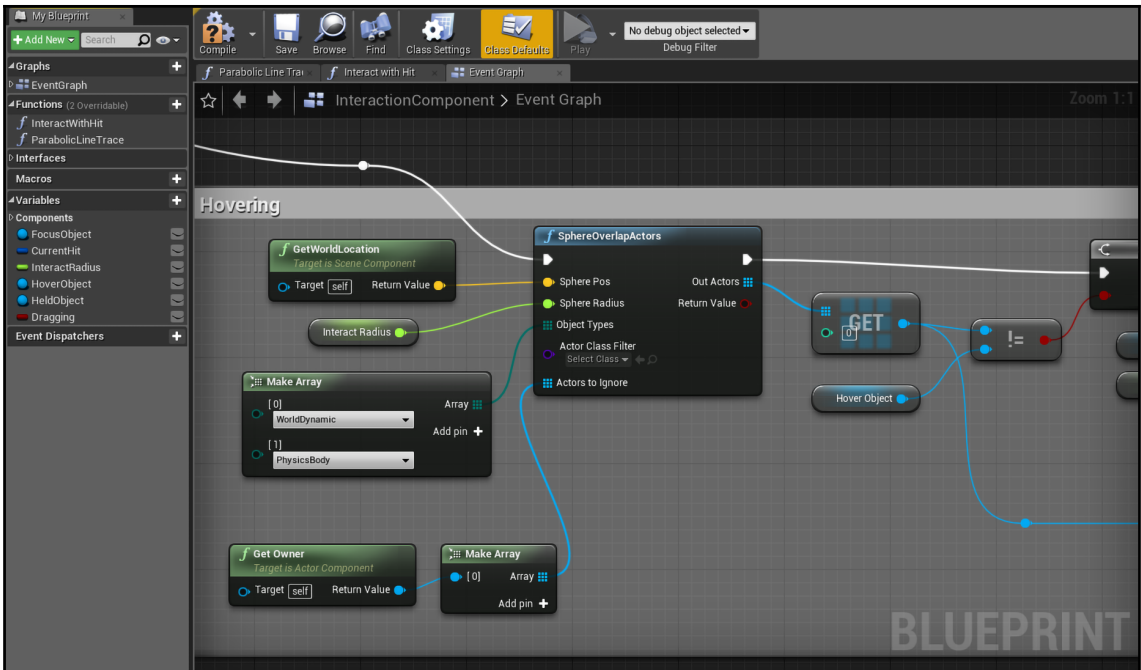 My Blueprint
+ Add New
Search
Compile
Save
Browse
Find
Class Settings
Class Defaults
Play
No debug object selected
Debug Filter
Graphs
EventGraph
Functions (2 Overridable)
InteractWithHit
ParabolicLineTrace
Interfaces
Macros
Variables
Components
FocusObject
CurrentHit
InteractRadius
HoverObject
HeldObject
Dragging
Event Dispatchers
Parabolic Line Trac
Interact with Hit
Event Graph
InteractionComponent > Event Graph
Zoom 1:1
Hovering
GetWorldLocation
Target is Scene Component
Target self Return Value
Interact Radius
Make Array
[0] Array
WorldDynamic
Add pin +
[1]
PhysicsBody
Get Owner
Target is Actor Component
Target self Return Value
Make Array
[0] Array
Add pin +
SphereOverlapActors
Sphere Pos Out Actors
Sphere Radius Return Value
Object Types
Actor Class Filter
Select Class
Actors to Ignore
GET
0
Hover Object
!=
BLUEPRINT